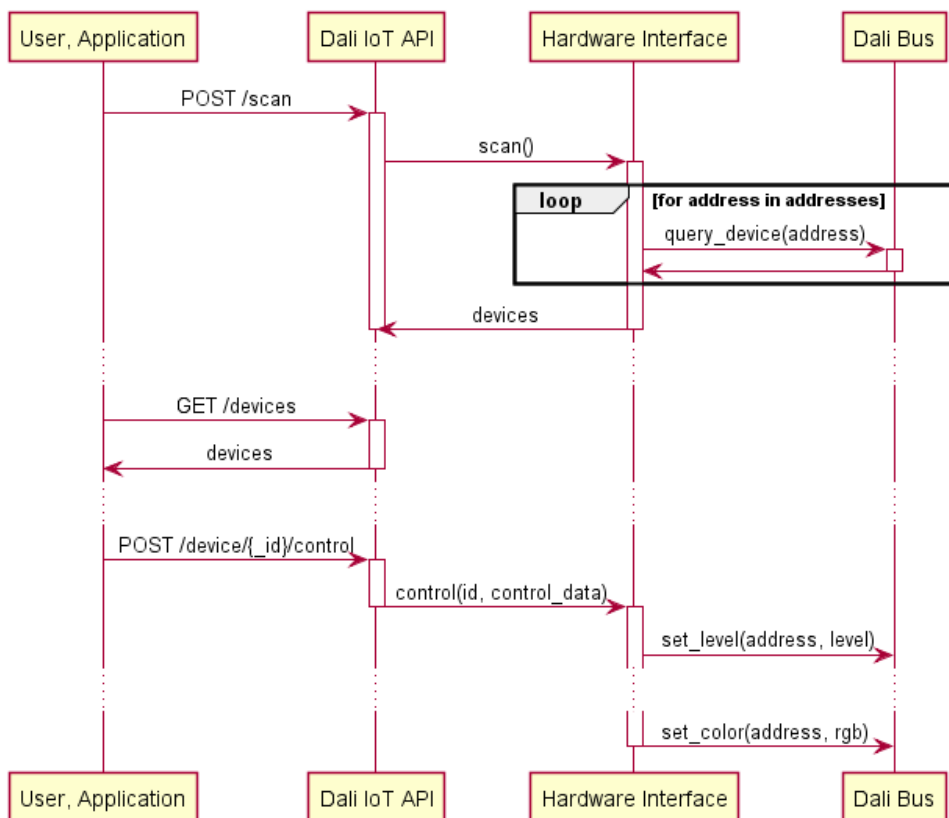 User, Application
Dali IoT API
Hardware Interface
Dali Bus
POST /scan
scan()
loop
[for address in addresses]
query_device(address)
devices
GET /devices
devices
POST /device/{_id}/control
control(id, control_data)
set_level(address, level)
set_color(address, rgb)
User, Application
Dali IoT API
Hardware Interface
Dali Bus